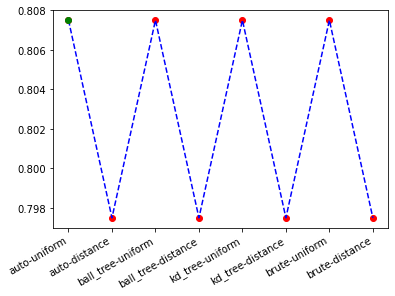 0.808
0.806
0.804
0.802
0.800
0.798
auto-uniform
auto-distance
ball_tree-uniform
ball_tree-distance
kd_tree-uniform
kd_tree-distance
brute-uniform
brute-distance